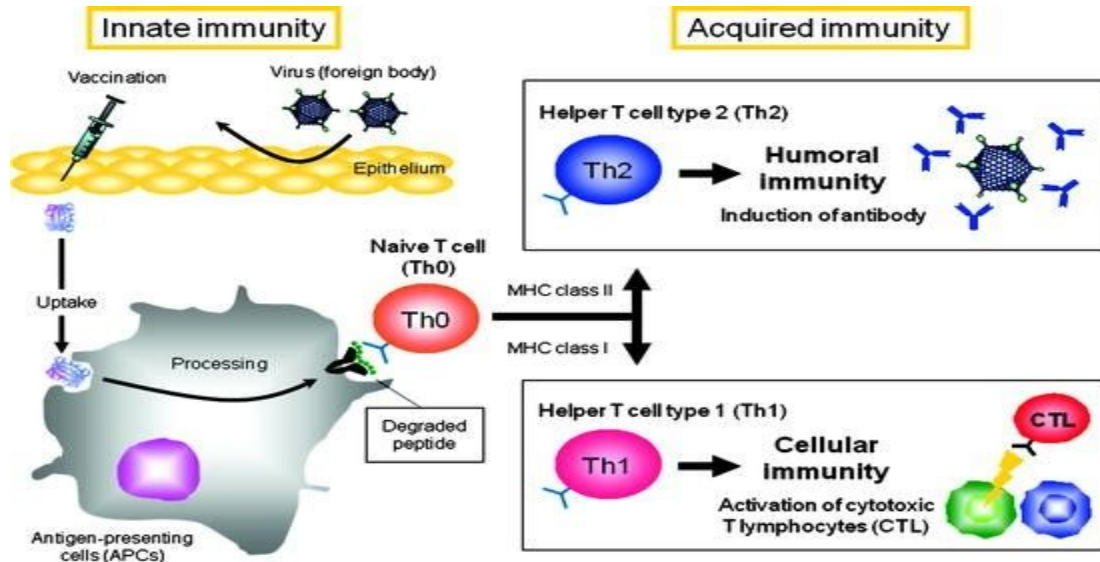 Innate immunity
Vaccination
Virus (foreign body)
Epithelium
Uptake
Processing
Naive T cell
(Th0)
Th0
Degraded
peptide
Antigen-presenting
cells (APCs)
MHC class II
MHC class I
Acquired immunity
Helper T cell type 2 (Th2)
Th2
Humoral
immunity
Induction of antibody
Helper T cell type 1 (Th1)
Th1
Cellular
immunity
Activation of cytotoxic
T lymphocytes (CTL)
CTL